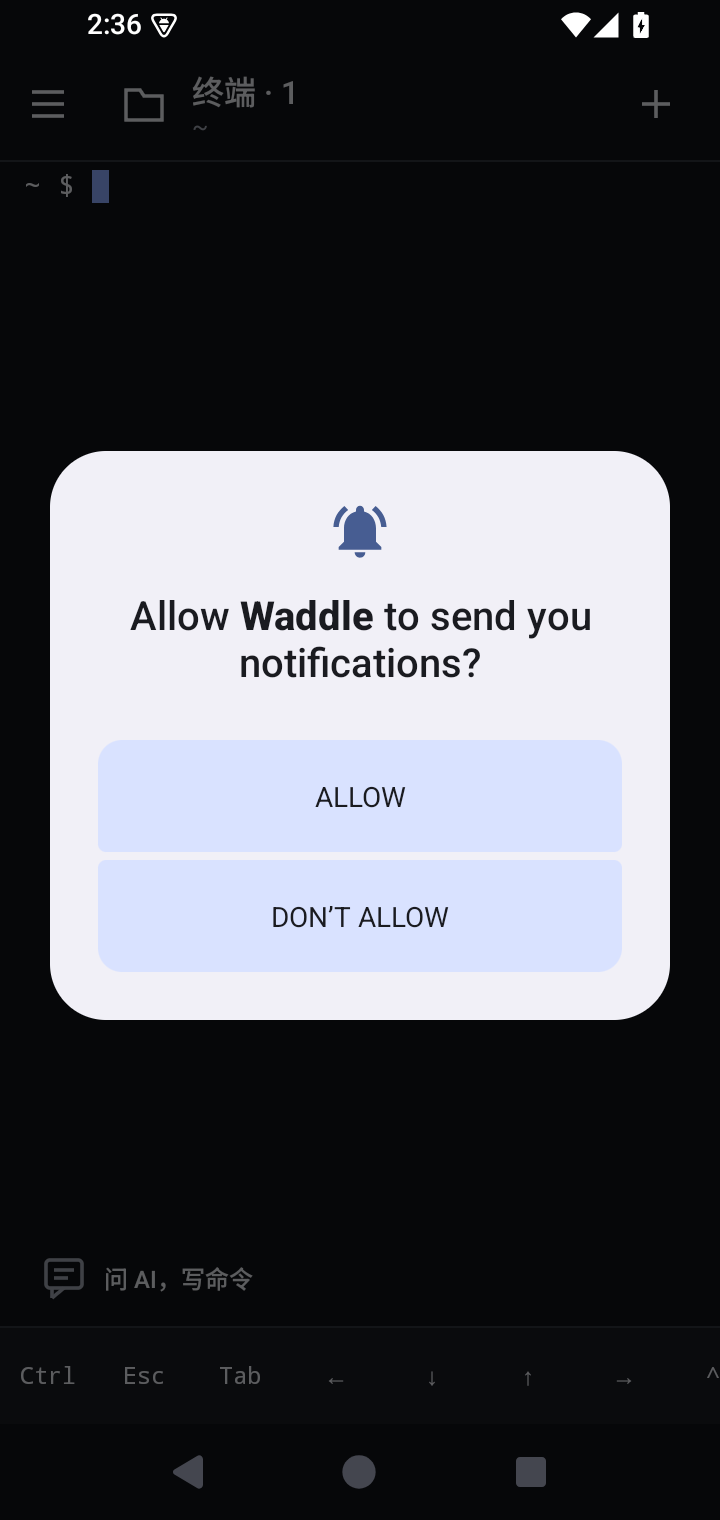 2:36
终端 · 1
~
~ $
Allow Waddle to send you
notifications?
ALLOW
DON’T ALLOW
问 AI，写命令
Ctrl Esc Tab ← ↓ ↑ → ^